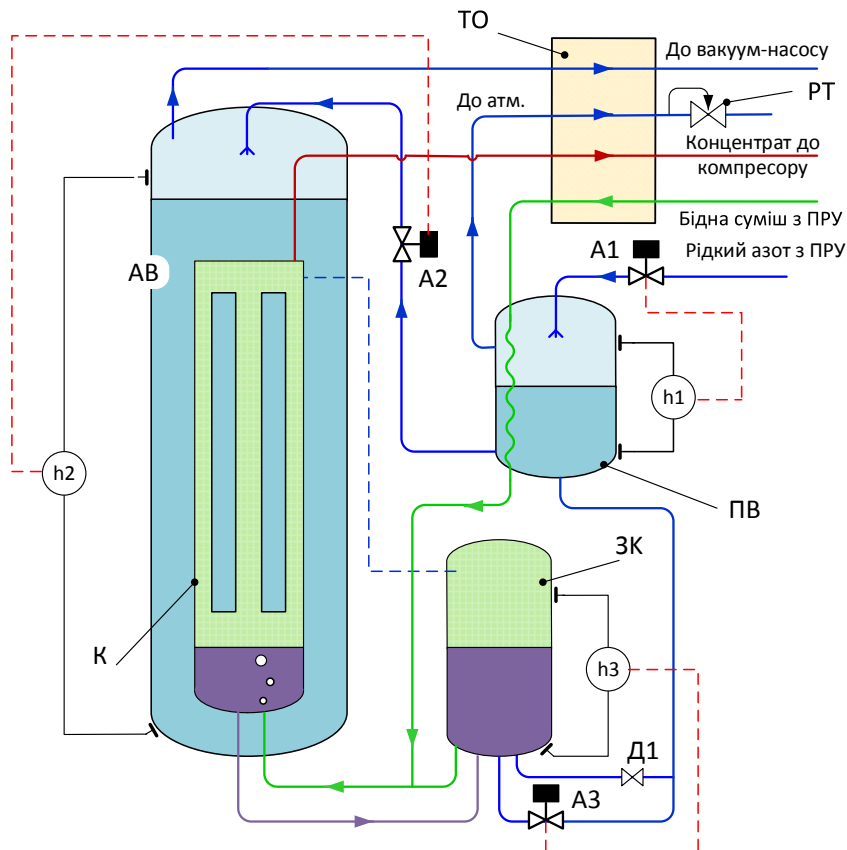 ТО
До вакуум-насосу
До атм.
РТ
Концентрат до
компресору
Бідна суміш з ПРУ
А1
Рідкий азот з ПРУ
АВ
А2
h1
h2
ПВ
ЗК
К
h3
Д1
А3